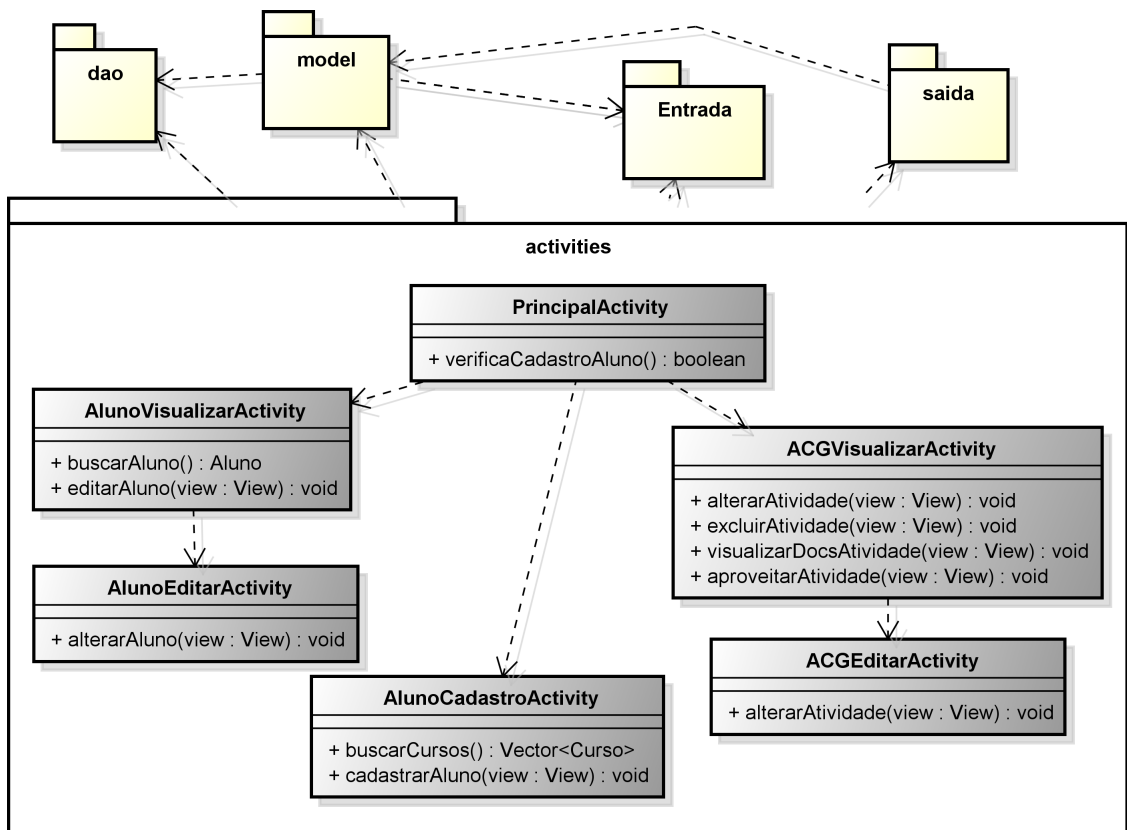 dao
model
Entrada
saida
activities
PrincipalActivity
+ verificaCadastroAluno() : boolean
AlunoVisualizarActivity
+ buscarAluno() : Aluno
+ editarAluno(view : View) : void
ACGVisualizarActivity
+ alterarAtividade(view : View) : void
+ excluirAtividade(view : View) : void
+ visualizarDocsAtividade(view : View) : void
+ aproveitarAtividade(view : View) : void
AlunoEditarActivity
+ alterarAluno(view : View) : void
ACGEditarActivity
+ alterarAtividade(view : View) : void
AlunoCadastroActivity
+ buscarCursos() : Vector<Curso>
+ cadastrarAluno(view : View) : void